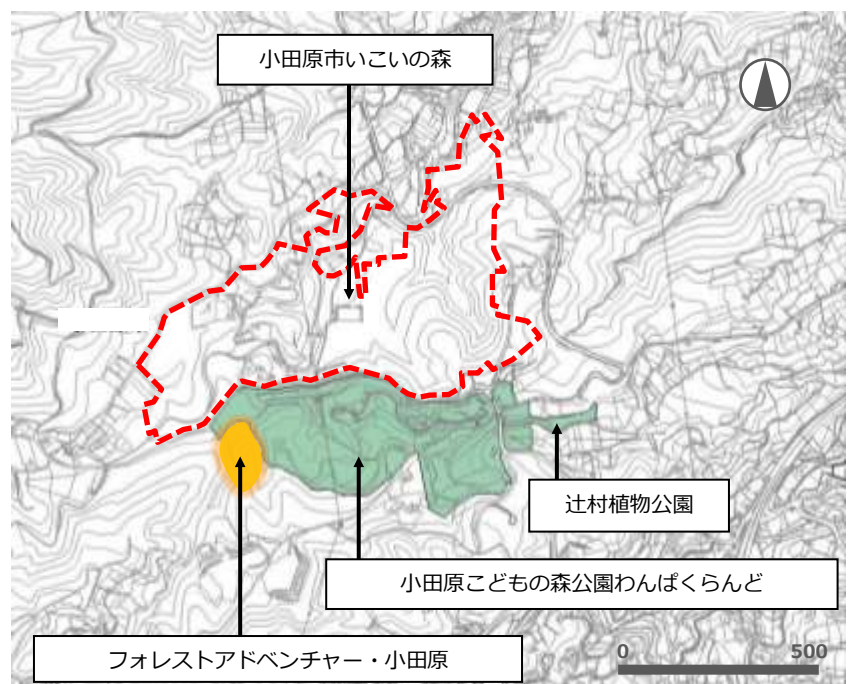 小田原市いこいの森
辻村植物公園
小田原こどもの森公園わんぱくらんど
フォレストアドベンチャー・小田原
0 500